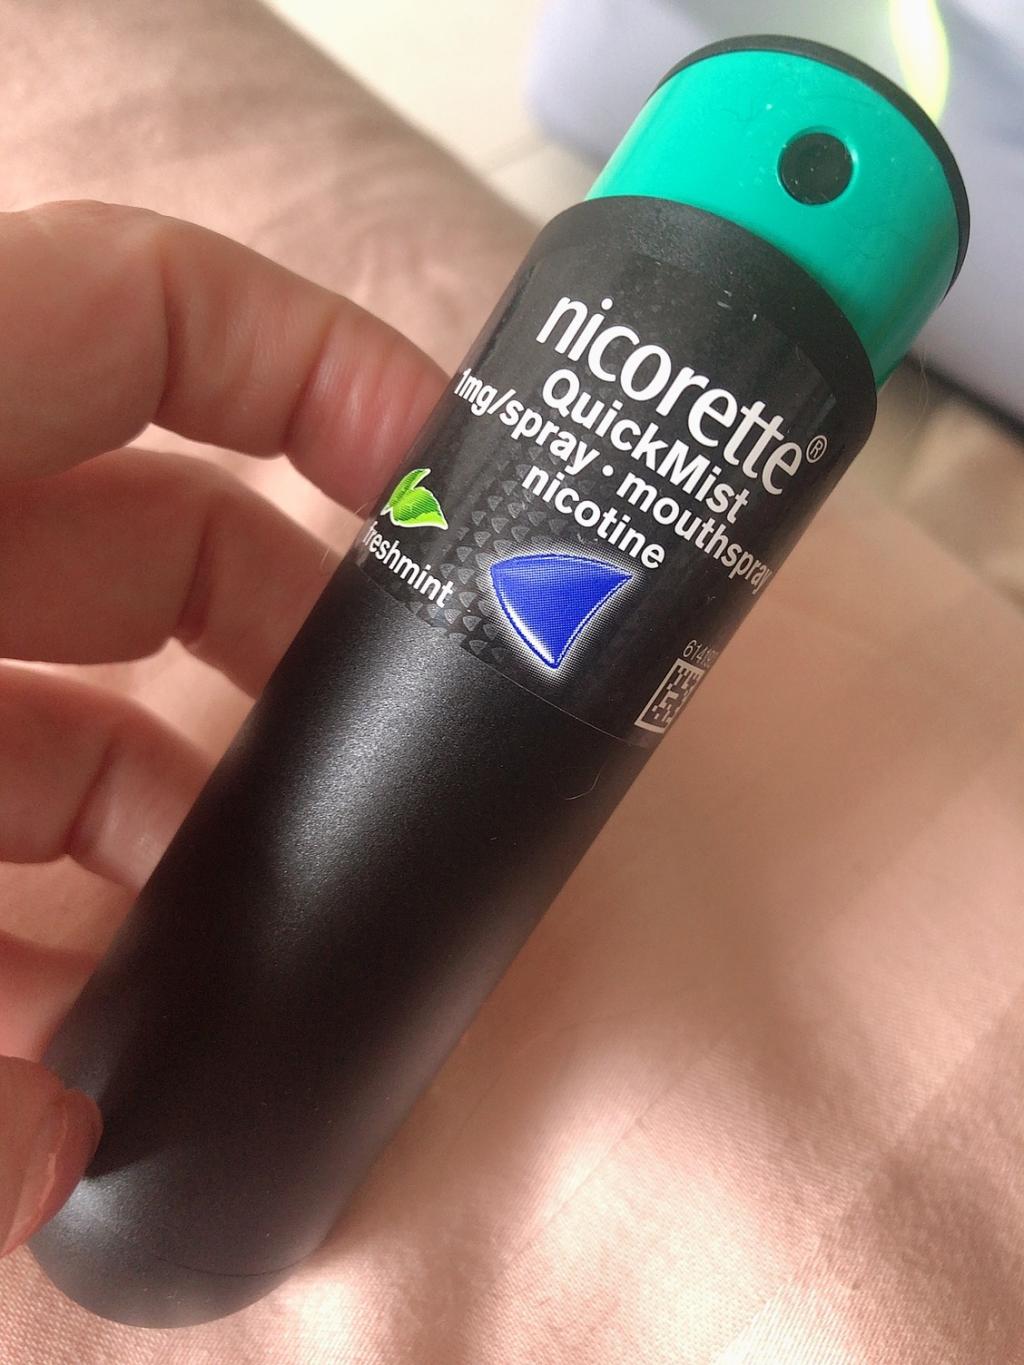 nicorette®
QuickMist
1mg/spray · mouthspray
nicotine
freshmint